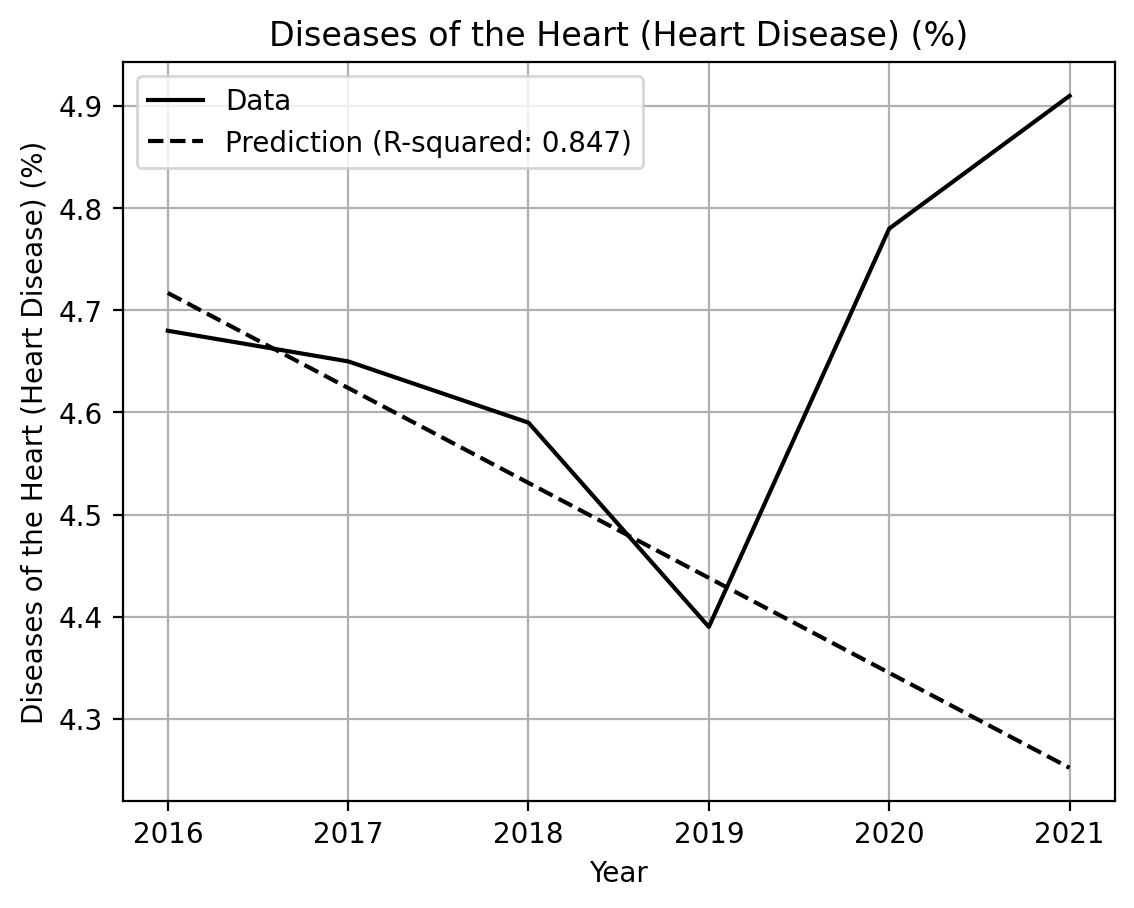 Diseases of the Heart (Heart Disease) (%)
Data
Prediction (R-squared: 0.847)
Diseases of the Heart (Heart Disease) (%)
4.9
4.8
4.7
4.6
4.5
4.4
4.3
2016 2017 2018 2019 2020 2021
Year